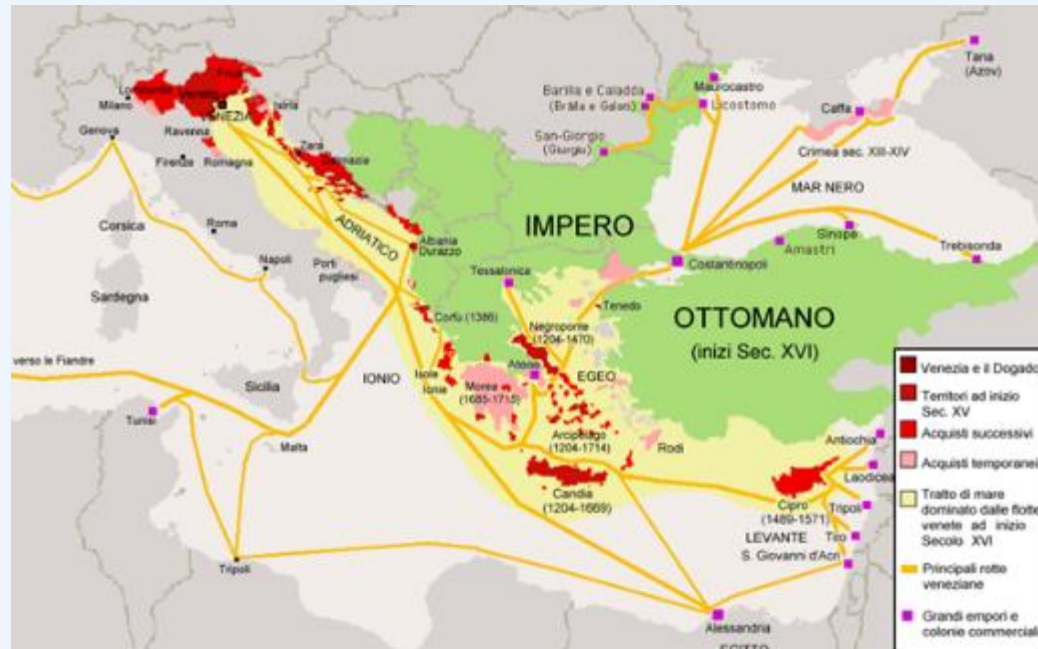 Lombardia
Friuli
Veneto
Milano
VENEZIA
Istria
Genova
Ravenna
Firenze
Romagna
Zara
Dalmazia
Corsica
Roma
ADRIATICO
Napoli
Porti
pugliesi
Albania
Durazzo
Sardegna
verso le Fiandre
Sicilia
Tunisi
Malta
Tripoli
IONIO
Corfù (1386)
Isole
Ionie
Morea
(1685-1715)
Tessalonica
Negroponte
(1204-1470)
Atene
EGEO
Tenedo
Arcipelago
(1204-1714)
Rodi
Candia
(1204-1669)
IMPERO
OTTOMANO
(inizi Sec. XVI)
Barilla e Caladda
(Braila e Galati)
San-Giorgio
(Giurgiu)
Maurocastro
Licostomo
Caffa
Tana
(Azov)
Crimea sec. XIII-XIV
MAR NERO
Sinope
Amastri
Trebisonda
Costantinopoli
Cipro
(1489-1571)
LEVANTE
Antiochia
Laodicea
Tripoli
Tiro
S. Giovanni d'Acri
Alessandria
EGITTO
Venezia e il Dogado
Territori ad inizio
Sec. XV
Acquisti successivi
Acquisti temporanei
Tratto di mare
dominato dalle flotte
venete ad inizio
Secolo XVI
Principali rotte
veneziane
Grandi empori e
colonie commerciali